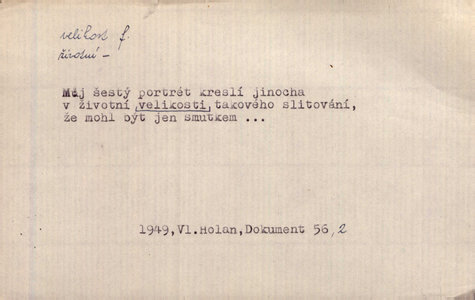 velikost f.
životní –
Můj šestý portrét kreslí jinocha
v životní velikosti takového slitování,
že mohl být jen smutkem ...
1949,Vl.Holan,Dokument 56,2